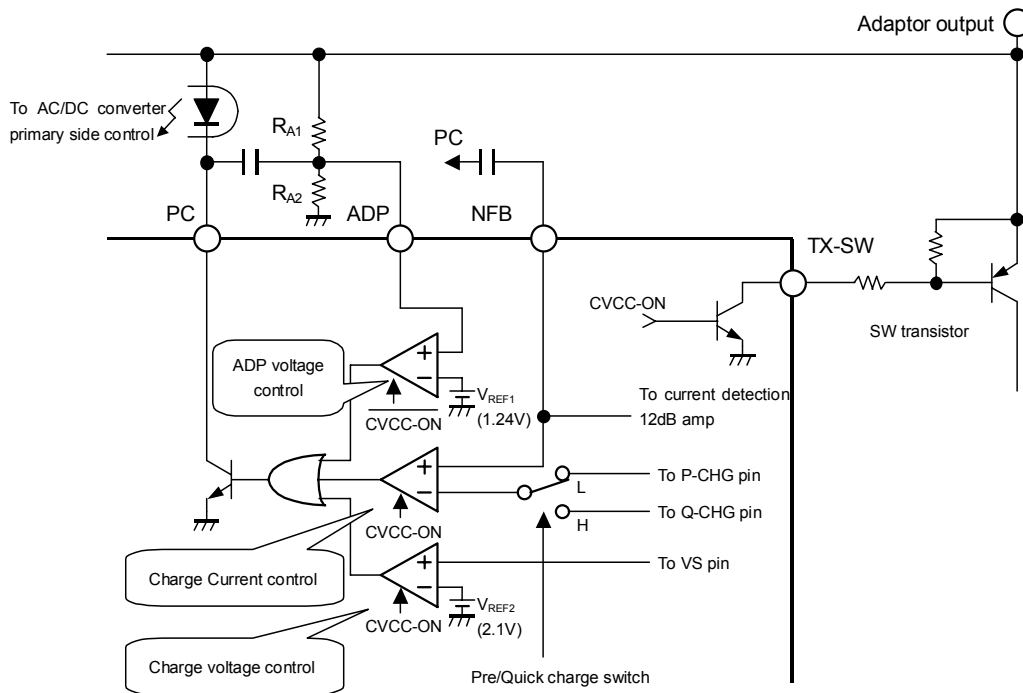 Adaptor output
To AC/DC converter
primary side control
RA1
PC
RA2
PC
ADP
NFB
TX-SW
CVCC-ON
SW transistor
ADP voltage
control
+
−
VREF1
(1.24V)
CVCC-ON
To current detection
12dB amp
+
−
L
To P-CHG pin
H
To Q-CHG pin
CVCC-ON
Charge Current control
+
−
To VS pin
VREF2
(2.1V)
CVCC-ON
Charge voltage control
Pre/Quick charge switch